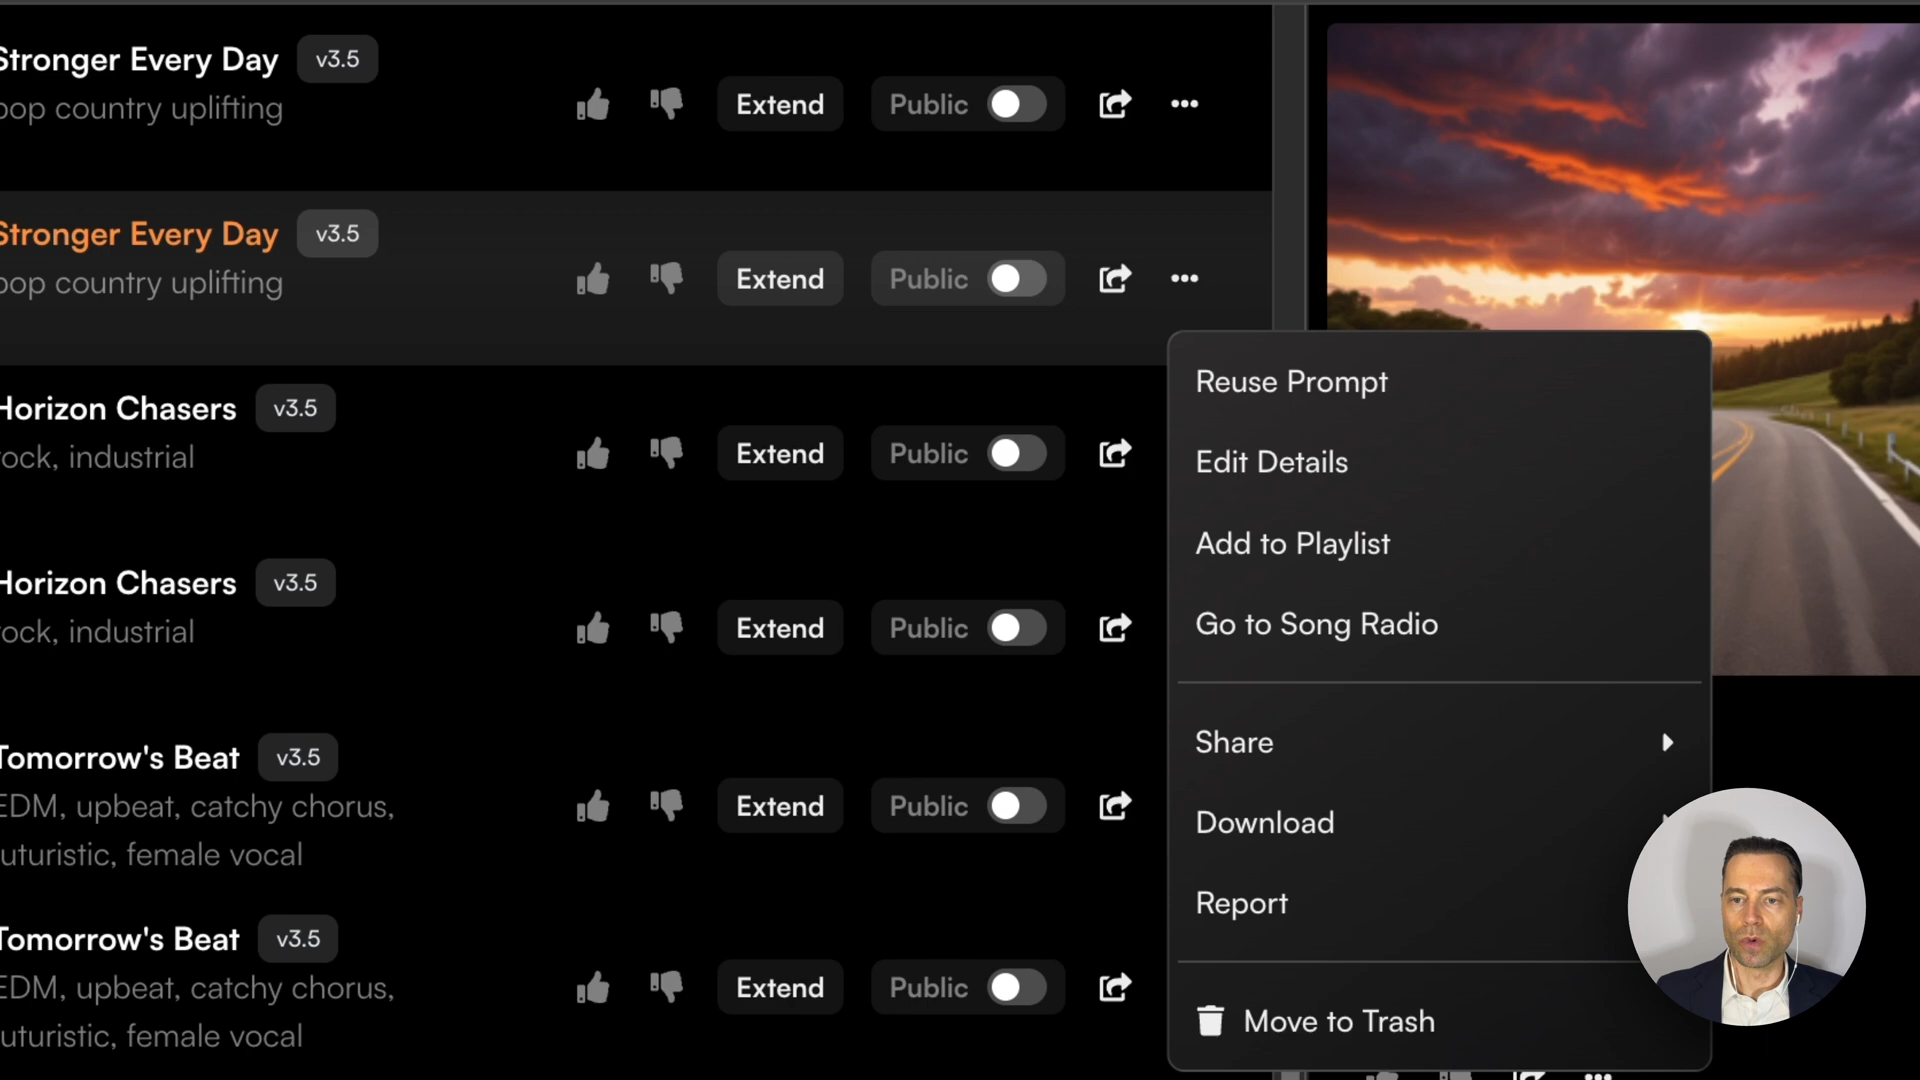 Stronger Every Day v3.5
pop country uplifting
Extend Public
Stronger Every Day v3.5
pop country uplifting
Extend Public
Horizon Chasers v3.5
rock, industrial
Extend Public
Horizon Chasers v3.5
rock, industrial
Extend Public
Tomorrow's Beat v3.5
EDM, upbeat, catchy chorus,
futuristic, female vocal
Extend Public
Tomorrow's Beat v3.5
EDM, upbeat, catchy chorus,
futuristic, female vocal
Extend Public
Reuse Prompt
Edit Details
Add to Playlist
Go to Song Radio
Share
Download
Report
Move to Trash